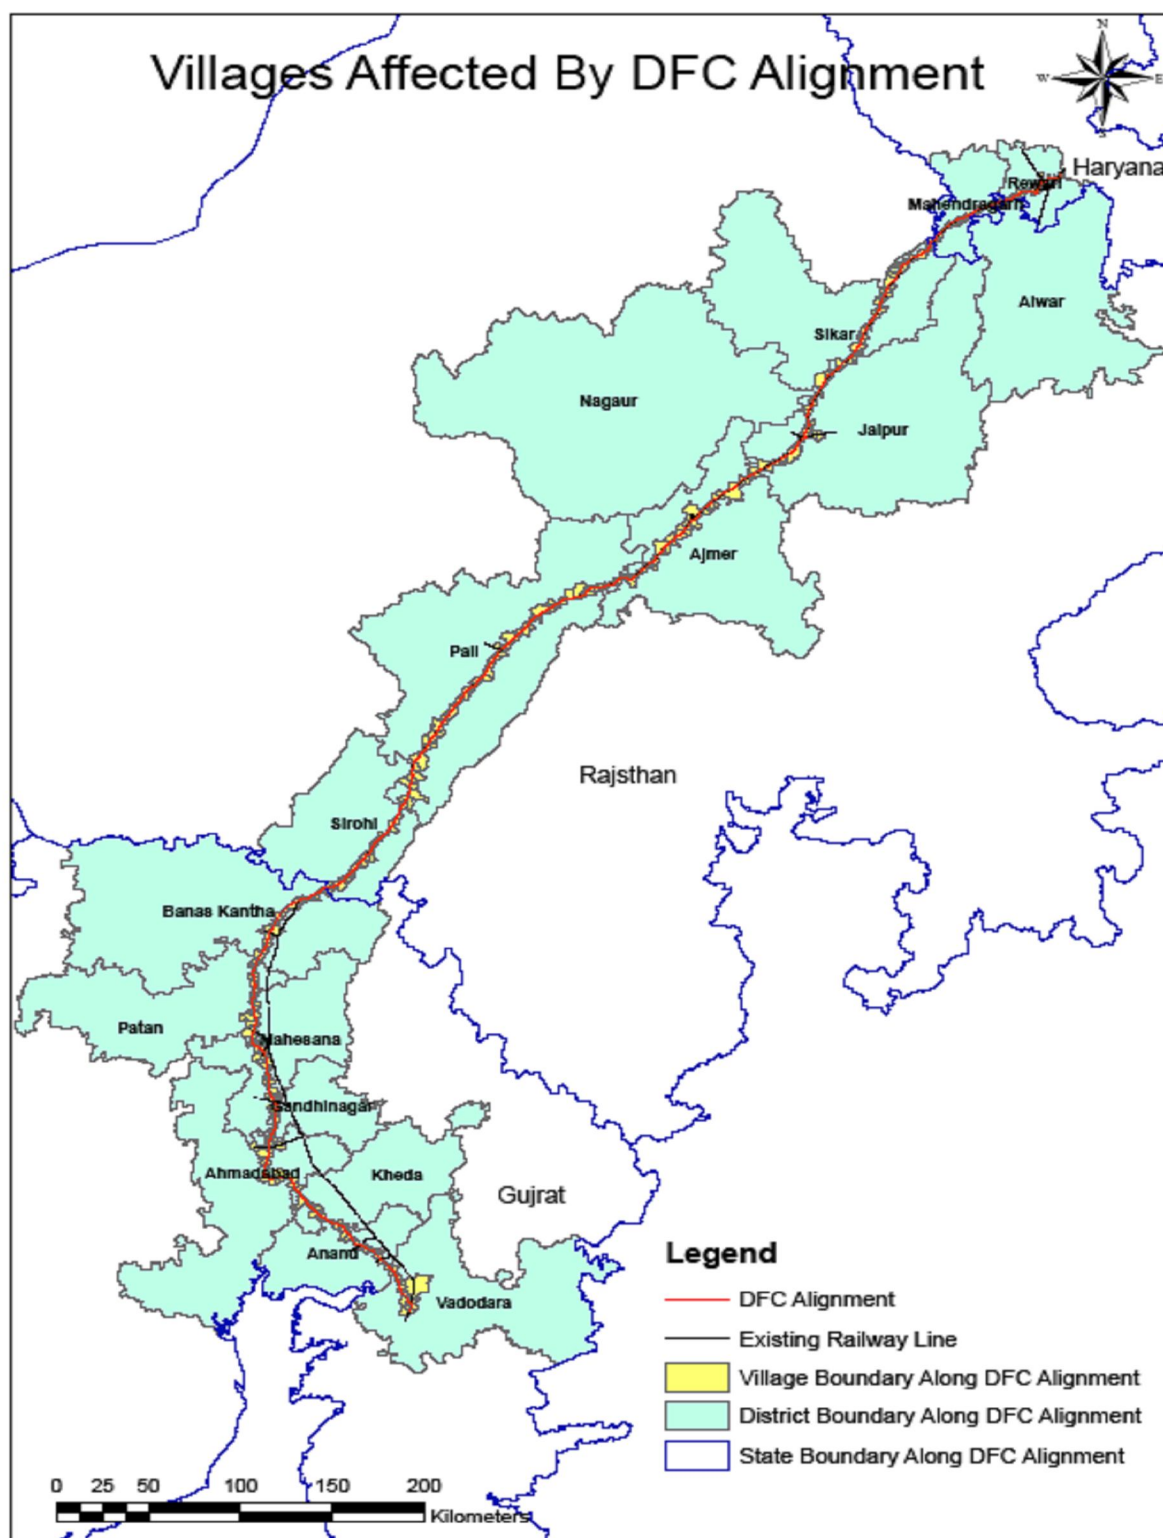 Villages Affected By DFC Alignment
N
W
E
S
Haryana
Rewari
Mahendragarh
Alwar
Sikar
Nagaur
Jaipur
Ajmer
Pali
Rajsthan
Sirohi
Banas Kantha
Patan
Mahesana
Gandhinagar
Ahmadabad
Kheda
Gujrat
Anand
Vadodara
Legend
DFC Alignment
Existing Railway Line
Village Boundary Along DFC Alignment
District Boundary Along DFC Alignment
State Boundary Along DFC Alignment
0 25 50 100 150 200
Kilometers